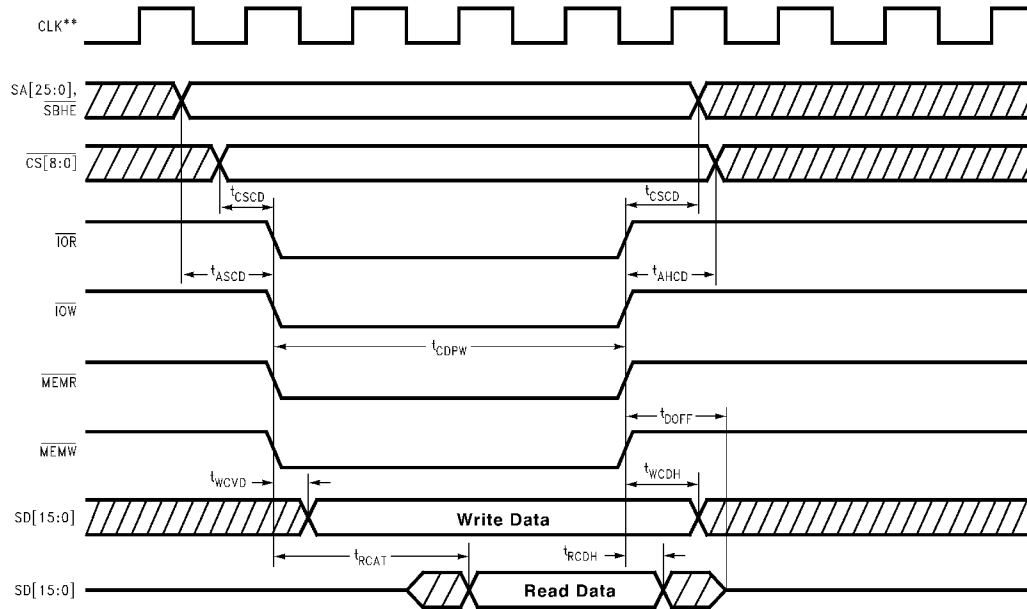 CLK**
SA[25:0],
SBHE
CS[8:0]
tCSCD
tCSCD
IOR
tASCD
tAHCD
IOW
tCDPW
MEMR
tDOFF
MEMW
tWCVD
tWCDH
SD[15:0]
Write Data
tRCAT
tRCDH
SD[15:0]
Read Data